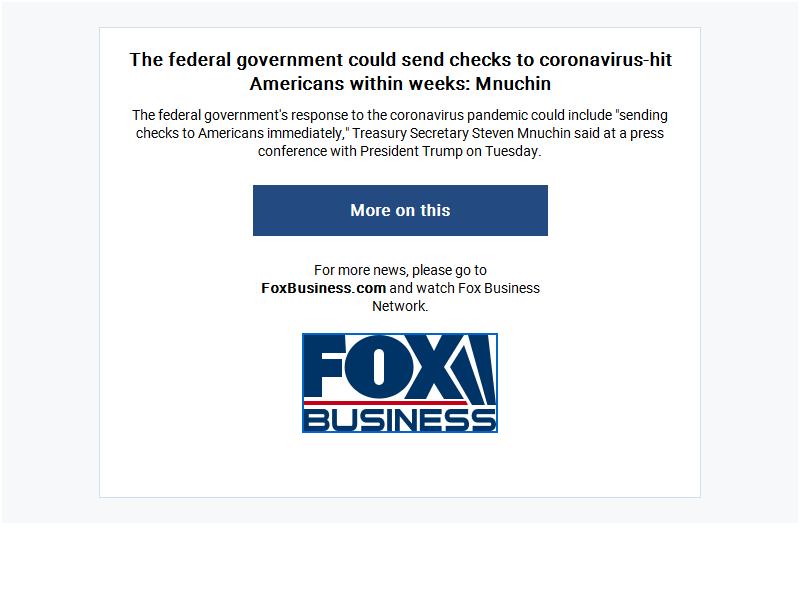 The federal government could send checks to coronavirus-hit
Americans within weeks: Mnuchin
The federal government's response to the coronavirus pandemic could include "sending
checks to Americans immediately," Treasury Secretary Steven Mnuchin said at a press
conference with President Trump on Tuesday.
More on this
For more news, please go to
FoxBusiness.com and watch Fox Business
Network.
FOX
BUSINESS